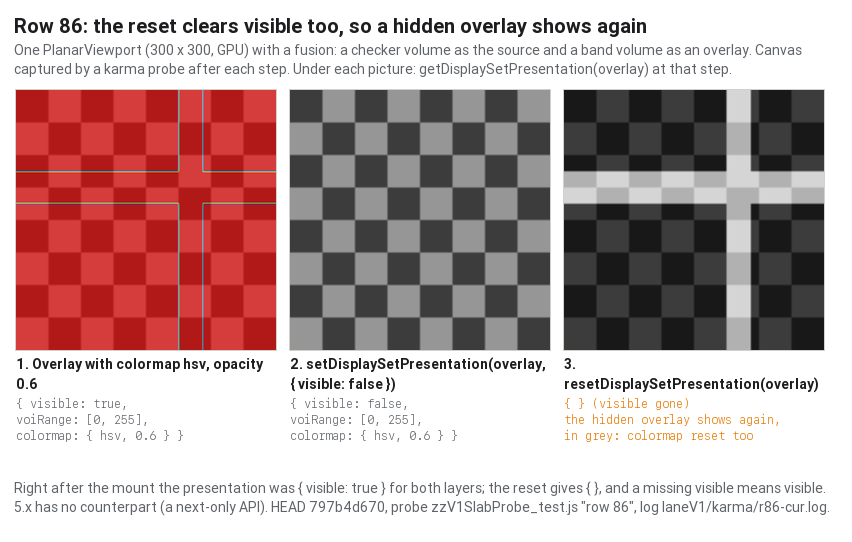 Row 86: the reset clears visible too, so a hidden overlay shows again
One PlanarViewport (300 x 300, GPU) with a fusion: a checker volume as the source and a band volume as an overlay. Canvas
captured by a karma probe after each step. Under each picture: getDisplaySetPresentation(overlay) at that step.
1. Overlay with colormap hsv, opacity
0.6
{ visible: true,
voiRange: [0, 255],
colormap: { hsv, 0.6 } }
2. setDisplaySetPresentation(overlay,
{ visible: false })
{ visible: false,
voiRange: [0, 255],
colormap: { hsv, 0.6 } }
3.
resetDisplaySetPresentation(overlay)
{ } (visible gone)
the hidden overlay shows again,
in grey: colormap reset too
Right after the mount the presentation was { visible: true } for both layers; the reset gives { }, and a missing visible means visible.
5.x has no counterpart (a next-only API). HEAD 797b4d670, probe zzV1SlabProbe_test.js "row 86", log laneV1/karma/r86-cur.log.